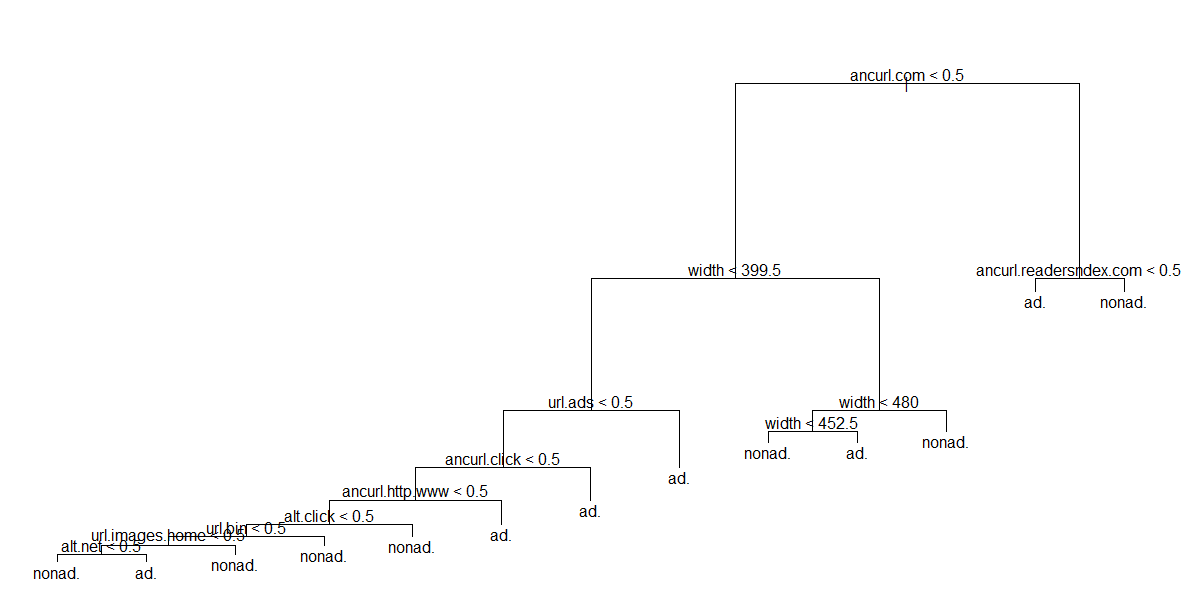 ancurl.com < 0.5
width < 399.5
ancurl.readersndex.com < 0.5
ad.
nonad.
url.ads < 0.5
width < 480
width < 452.5
nonad.
nonad.
ad.
ancurl.click < 0.5
ad.
ancurl.http.www < 0.5
ad.
alt.click < 0.5
ad.
url.bin < 0.5
url.images.home < 0.5
alt.net < 0.5
nonad.
nonad.
nonad.
nonad.
ad.